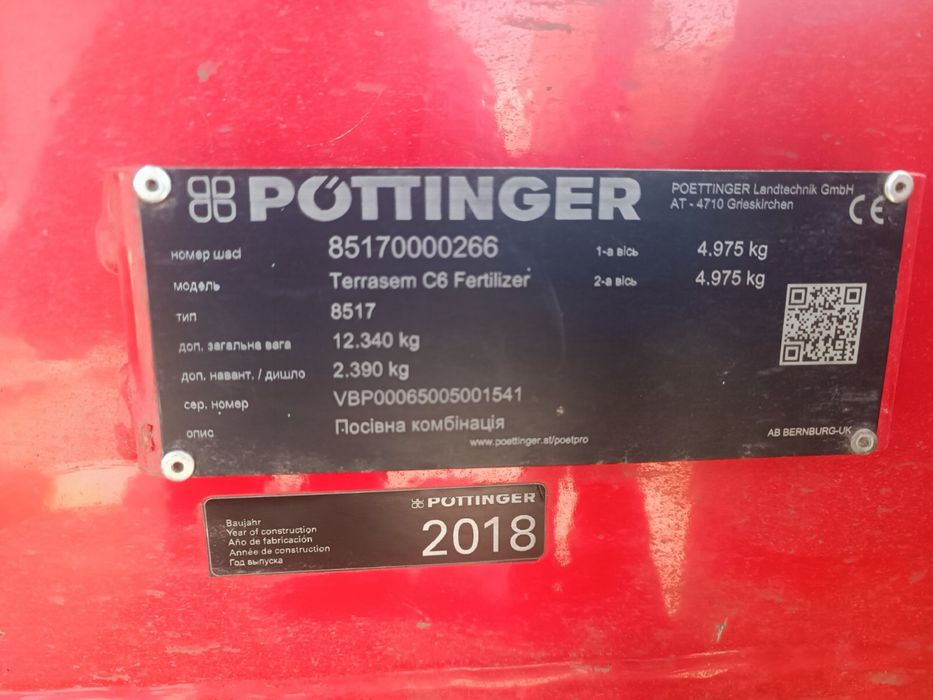 PÖTTINGER
POETTINGER Landtechnik GmbH
AT - 4710 Grieskirchen
CE
номер шасі 85170000266 1-а вісь 4.975 kg
модель Terrasem C6 Fertilizer 2-а вісь 4.975 kg
тип 8517
доп. загальна вага 12.340 kg
доп. навант. / дишло 2.390 kg
сер. номер VBP00065005001541
опис Посівна комбінація
www.poettinger.at/poetpro
AB BERNBURG-UK
PÖTTINGER
Baujahr
Year of construction
Año de fabricación
Année de construction
Год выпуска
2018